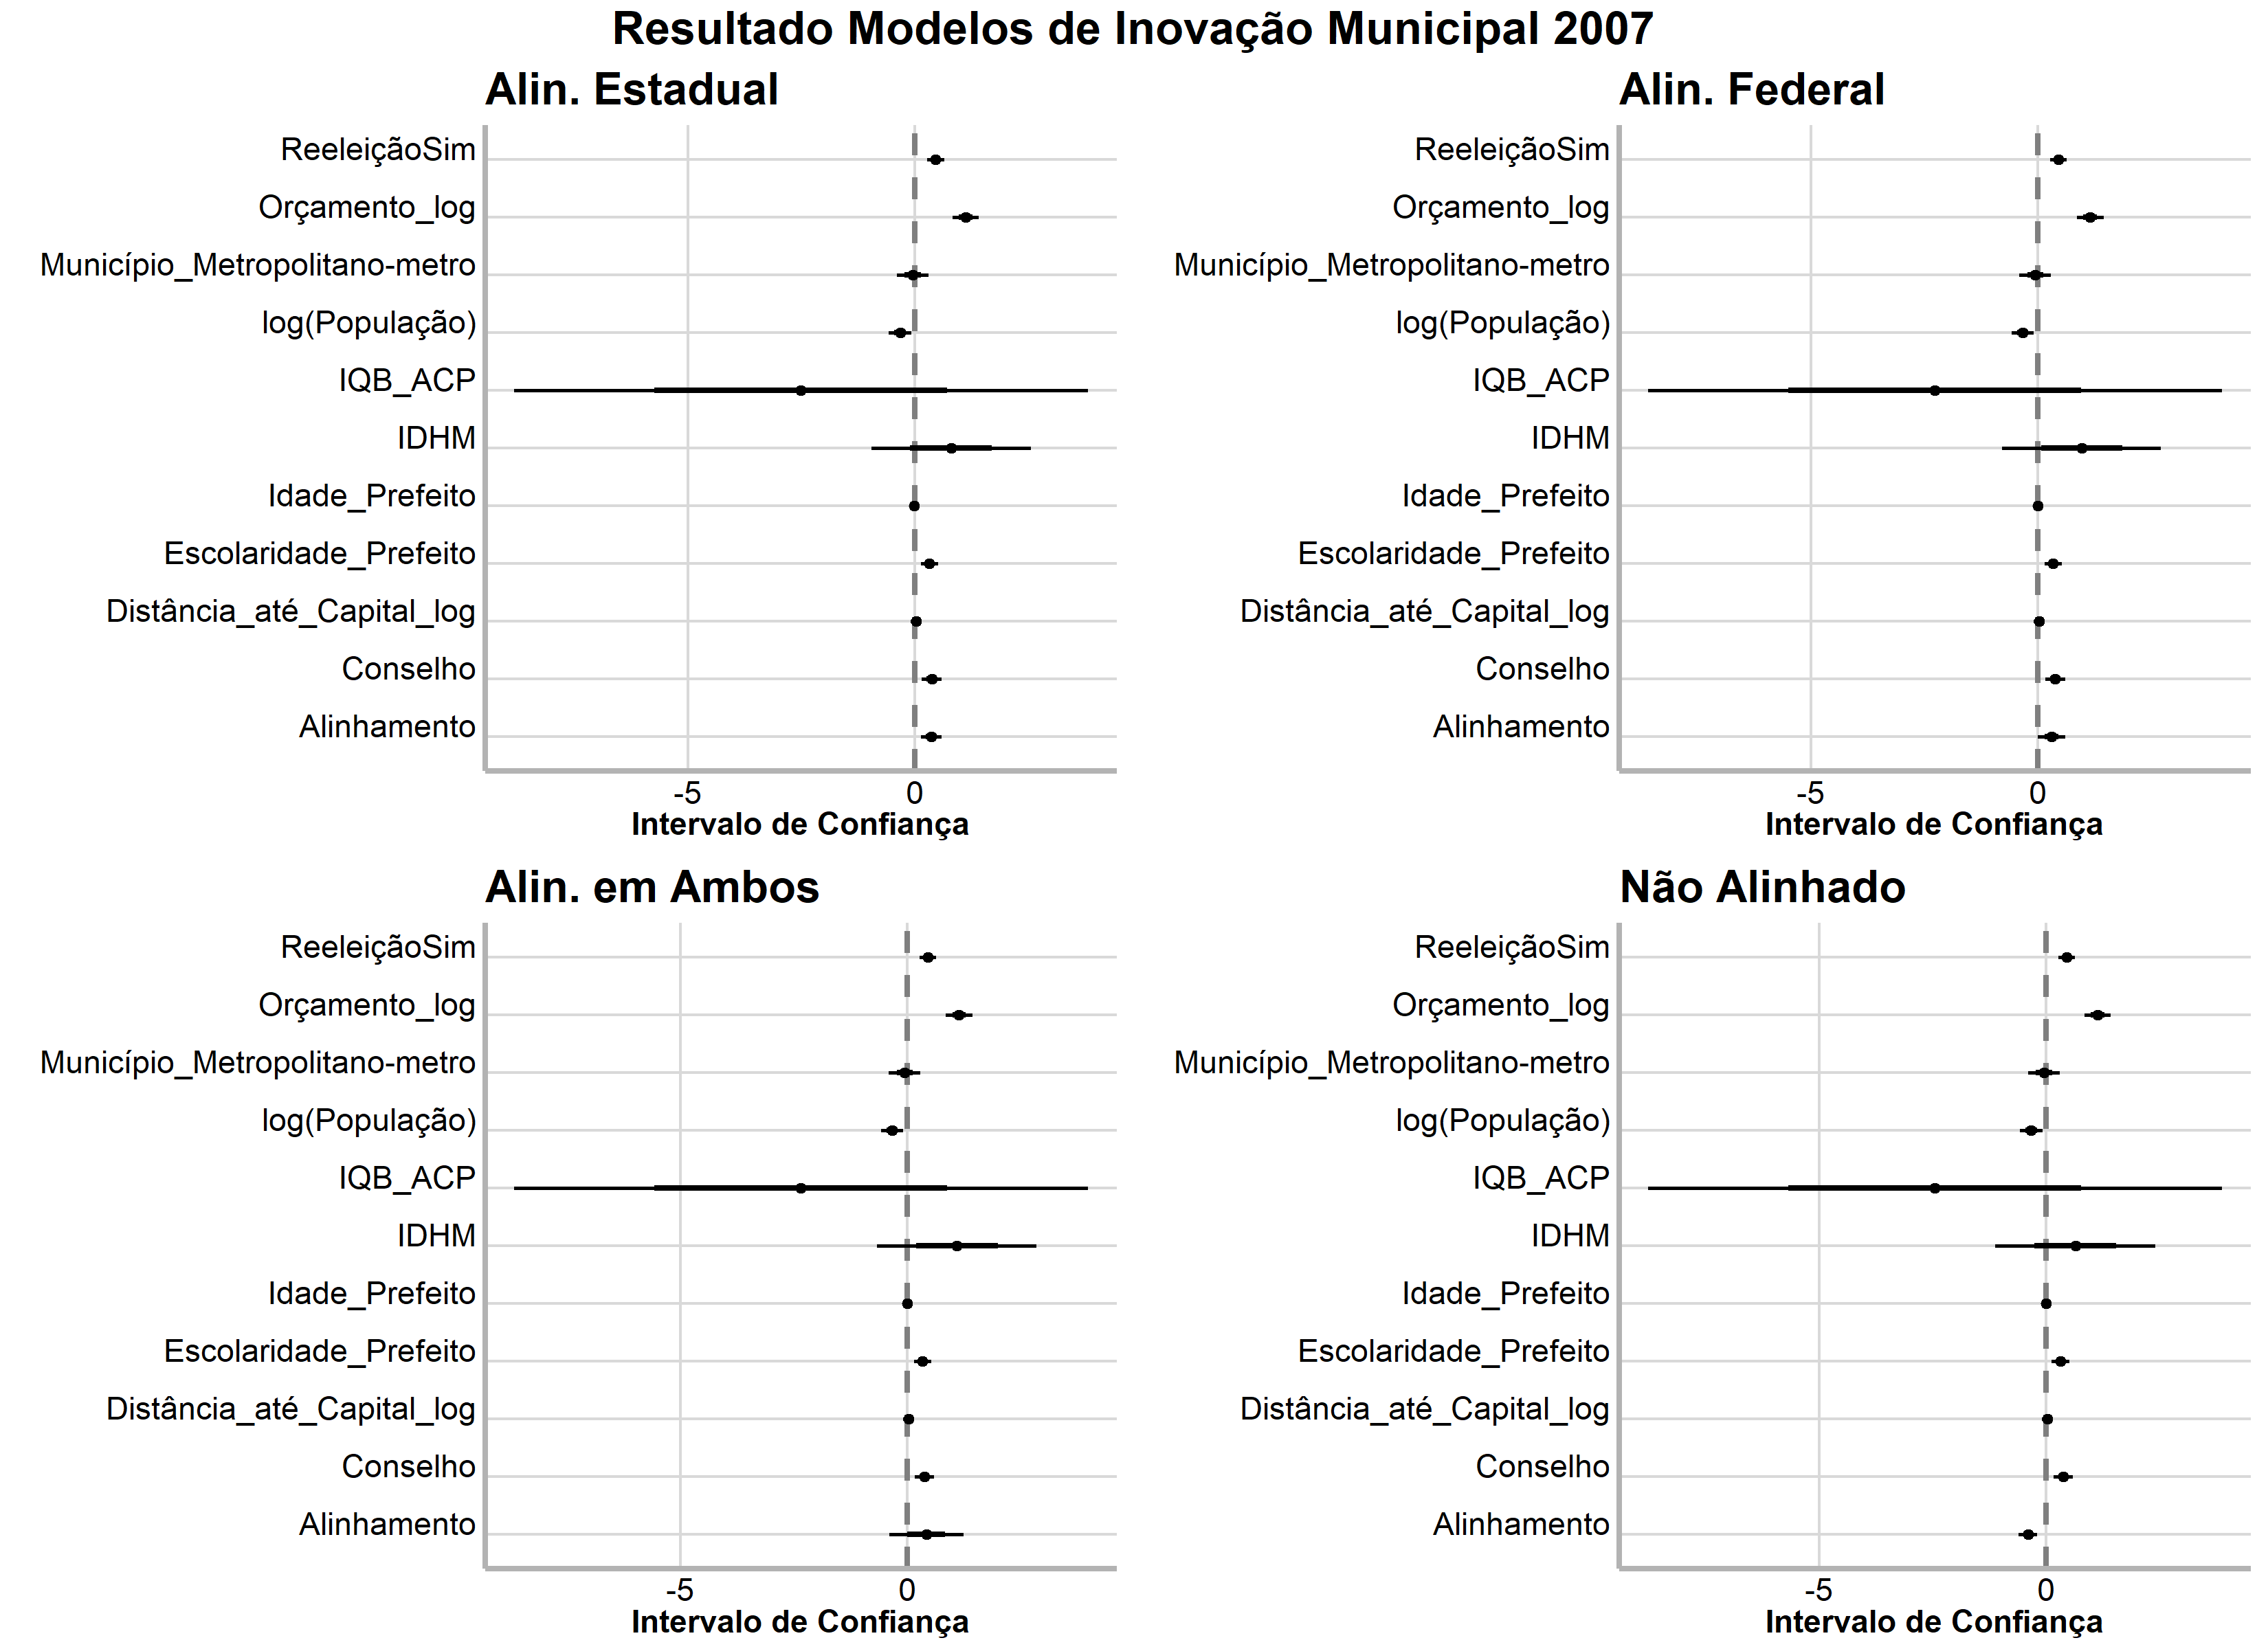 Resultado Modelos de Inovação Municipal 2007
Alin. Estadual
ReeleiçãoSim
Orçamento_log
Município_Metropolitano-metro
log(População)
IQB_ACP
IDHM
Idade_Prefeito
Escolaridade_Prefeito
Distância_até_Capital_log
Conselho
Alinhamento
-5 0
Intervalo de Confiança
Alin. Federal
ReeleiçãoSim
Orçamento_log
Município_Metropolitano-metro
log(População)
IQB_ACP
IDHM
Idade_Prefeito
Escolaridade_Prefeito
Distância_até_Capital_log
Conselho
Alinhamento
-5 0
Intervalo de Confiança
Alin. em Ambos
ReeleiçãoSim
Orçamento_log
Município_Metropolitano-metro
log(População)
IQB_ACP
IDHM
Idade_Prefeito
Escolaridade_Prefeito
Distância_até_Capital_log
Conselho
Alinhamento
-5 0
Intervalo de Confiança
Não Alinhado
ReeleiçãoSim
Orçamento_log
Município_Metropolitano-metro
log(População)
IQB_ACP
IDHM
Idade_Prefeito
Escolaridade_Prefeito
Distância_até_Capital_log
Conselho
Alinhamento
-5 0
Intervalo de Confiança